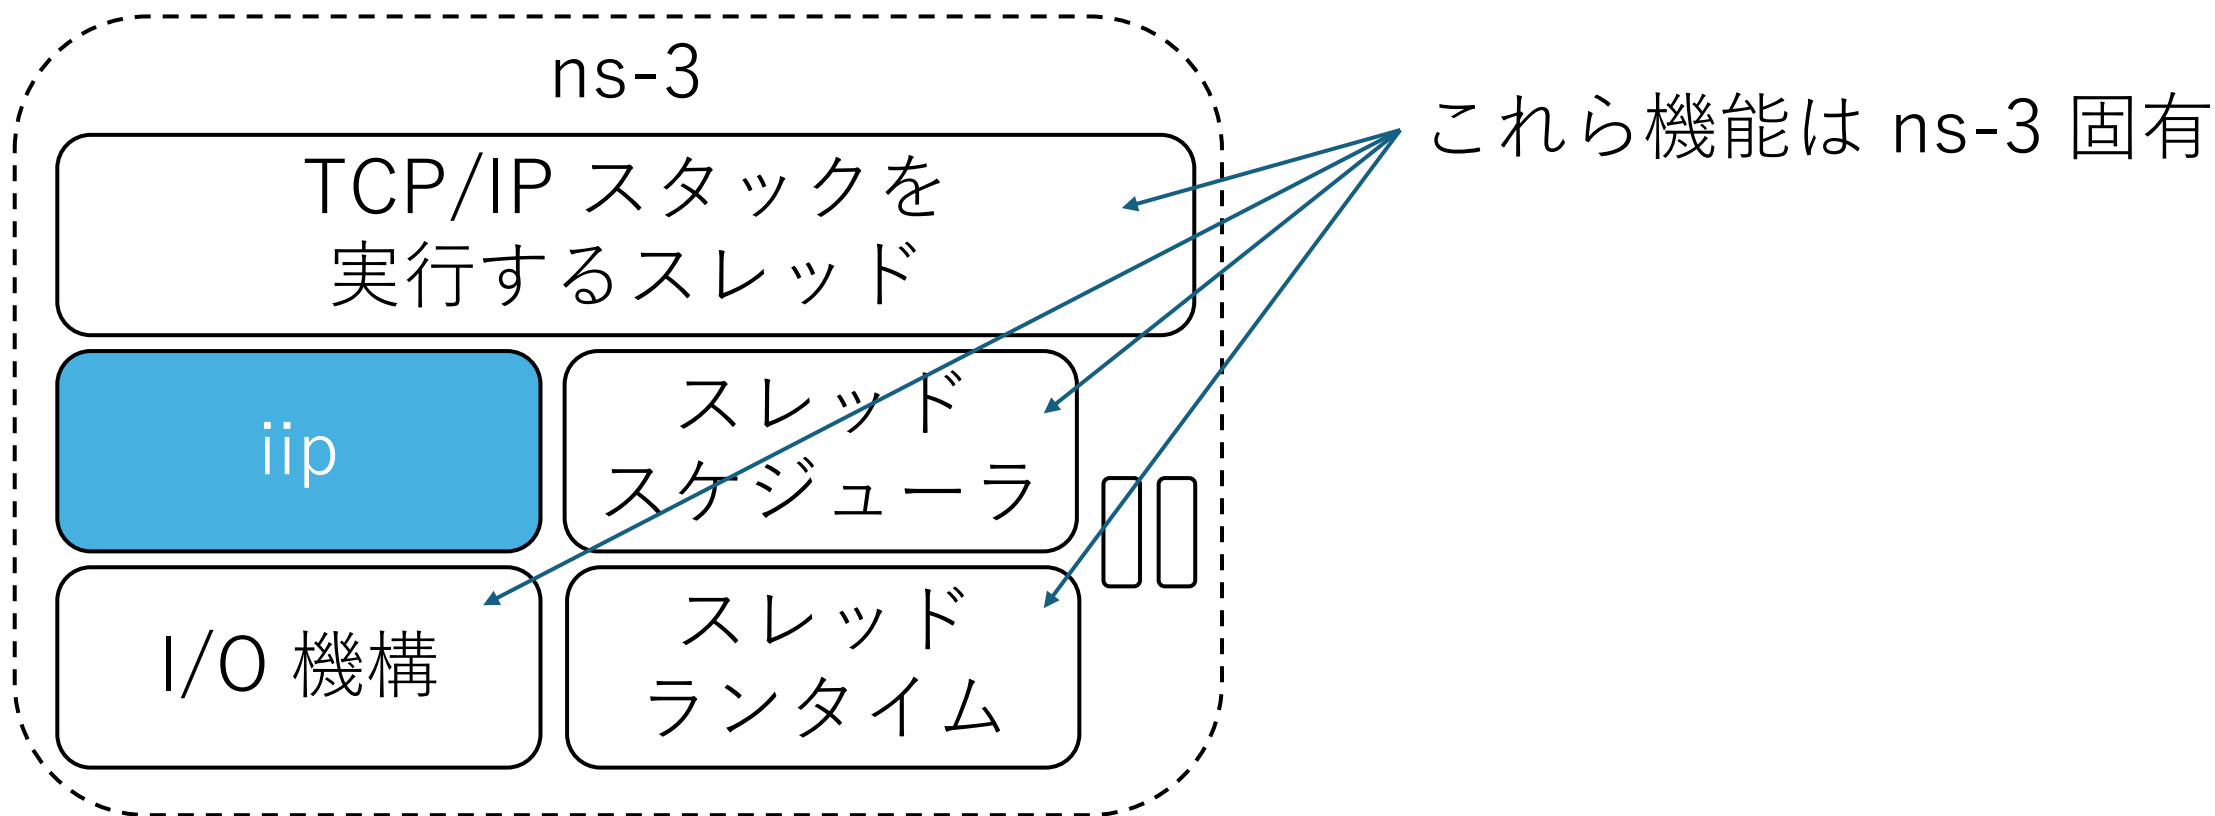 ns-3
これら機能は ns-3 固有
TCP/IP スタックを
実行するスレッド
iip
スレッド
スケジューラ
I/O 機構
スレッド
ランタイム